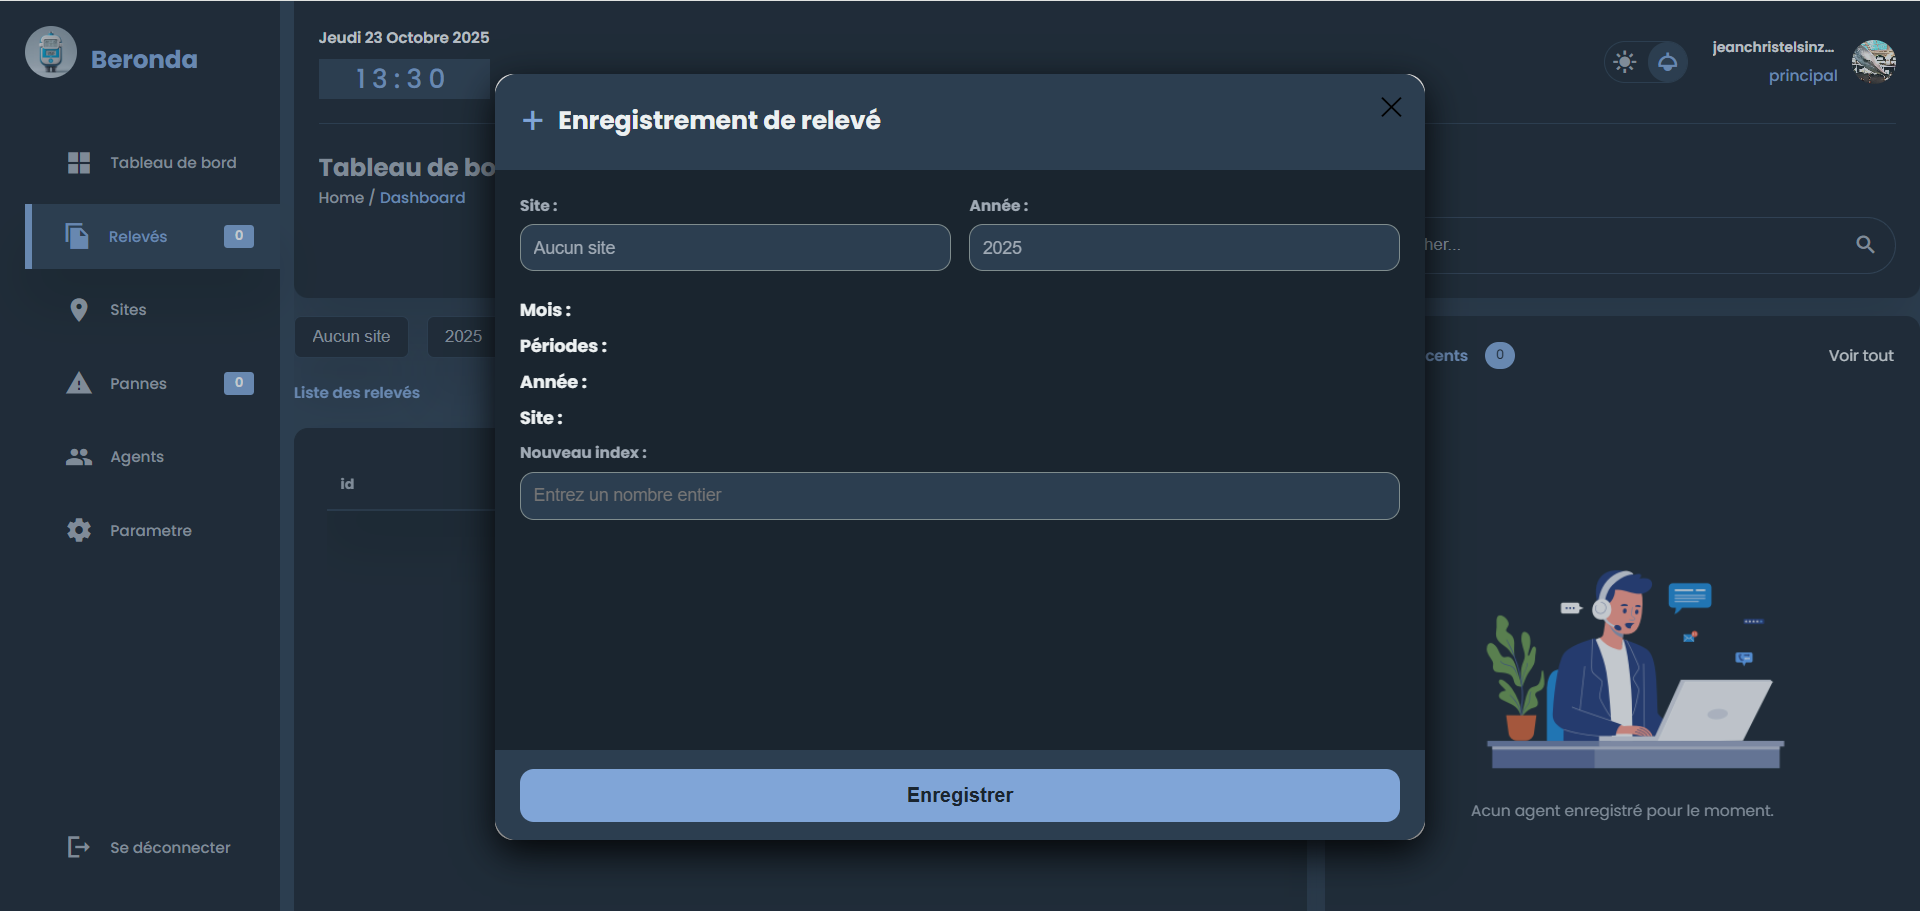 Beronda
Tableau de bord
Relevés 0
Sites
Pannes 0
Agents
Parametre
Se déconnecter
Jeudi 23 Octobre 2025
13:30
jeanchristelsinz...
principal
Tableau de bo
Home / Dashboard
her...
Aucun site
2025
Liste des relevés
id
Enregistrement de relevé
Site :
Année :
Aucun site
2025
Mois :
Périodes :
Année :
Site :
Nouveau index :
Entrez un nombre entier
Enregistrer
cents 0
Voir tout
Acun agent enregistré pour le moment.